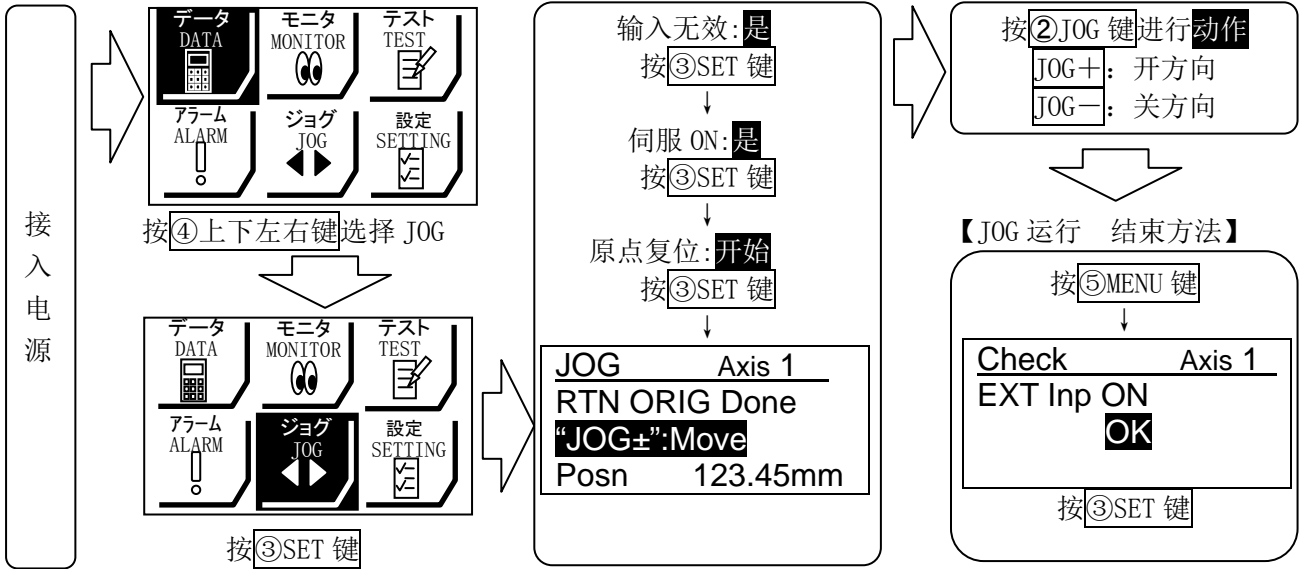 接入电源
データ
DATA
モニタ
MONITOR
テスト
TEST
アラーム
ALARM
ジョグ
JOG
設定
SETTING
按④上下左右键选择 JOG
データ
DATA
モニタ
MONITOR
テスト
TEST
アラーム
ALARM
ジョグ
JOG
設定
SETTING
按③SET 键
输入无效:是
按③SET 键
↓
伺服 ON:是
按③SET 键
↓
原点复位:开始
按③SET 键
↓
JOG Axis 1
RTN ORIG Done
“JOG±”:Move
Posn 123.45mm
按②JOG 键进行动作
JOG＋: 开方向
JOG－: 关方向
【JOG 运行 结束方法】
按⑤MENU 键
↓
Check Axis 1
EXT Inp ON
OK
按③SET 键